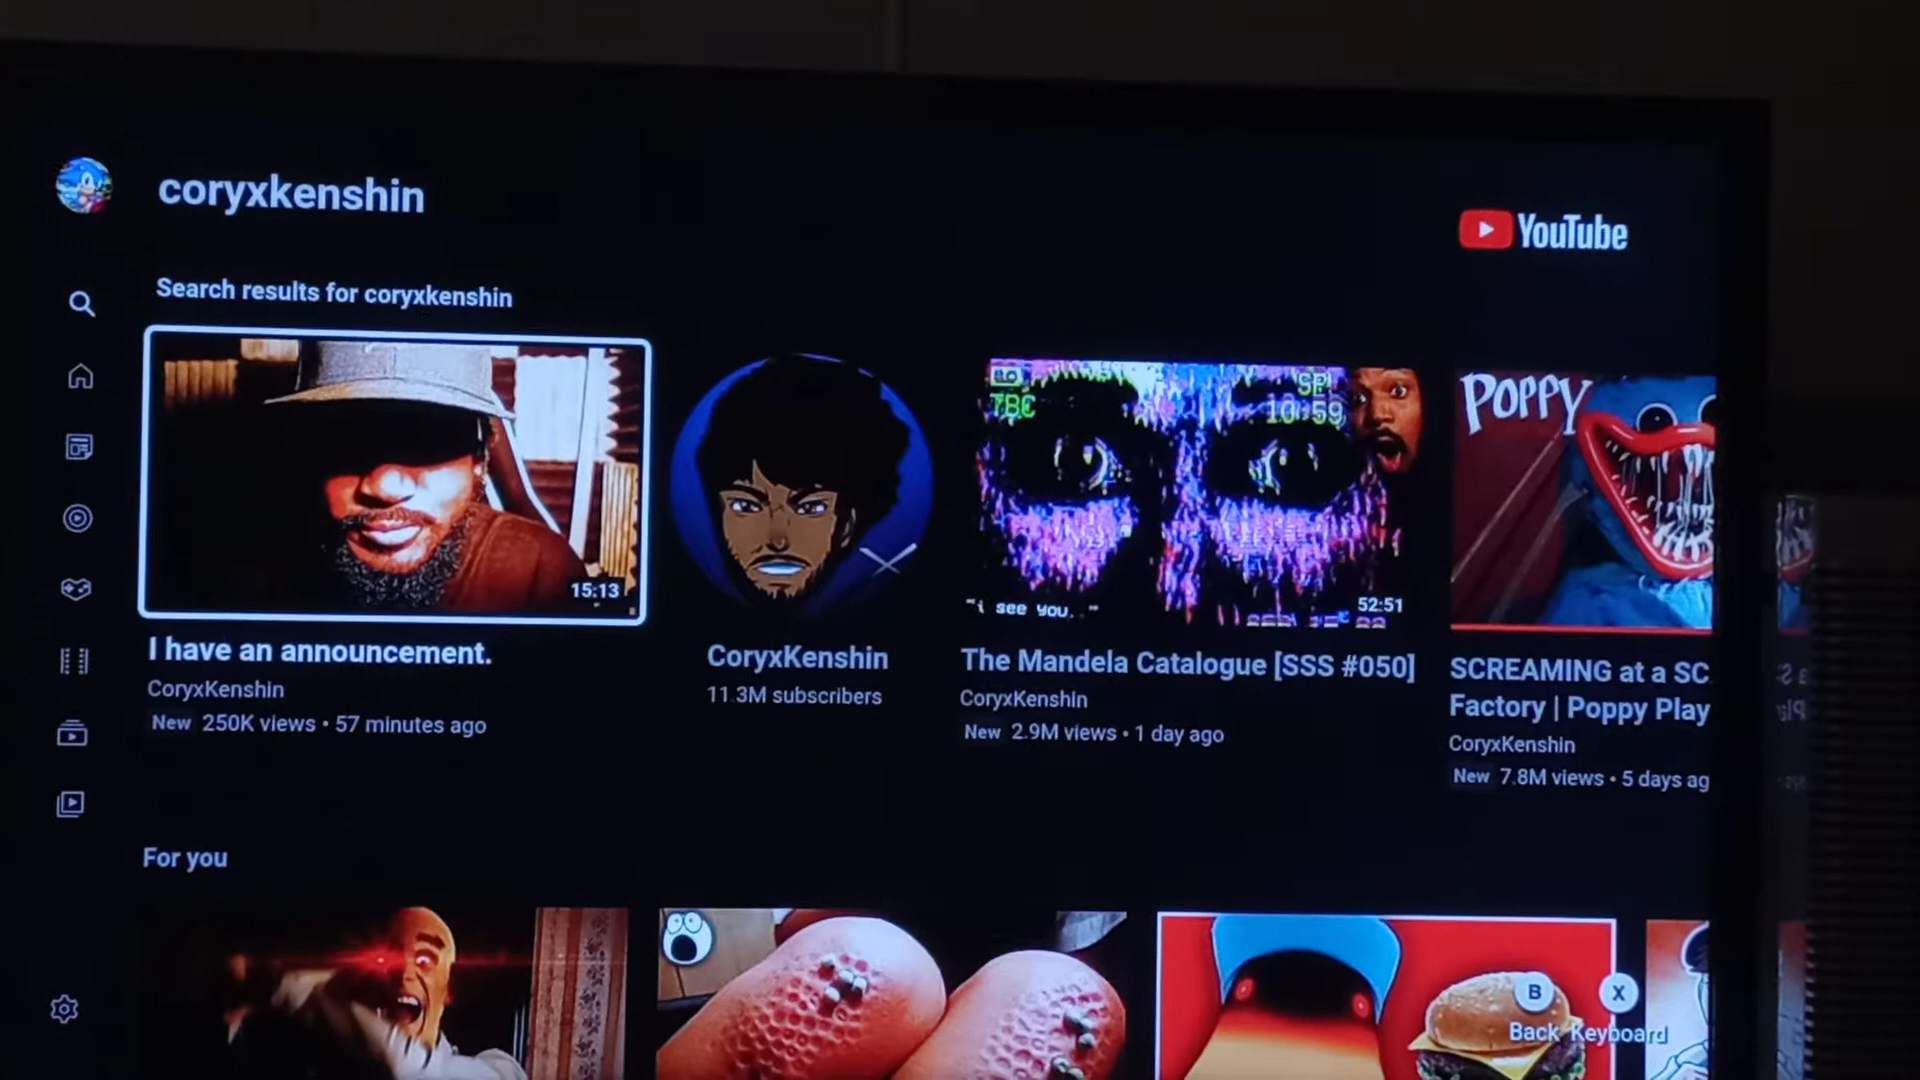 coryxkenshin
YouTube
Search results for coryxkenshin
TBC
SP
10:59
POPPY
"i see you.."
15:13
52:51
I have an announcement.
CoryxKenshin
New 250K views • 57 minutes ago
CoryxKenshin
11.3M subscribers
The Mandela Catalogue [SSS #050]
CoryxKenshin
New 2.9M views • 1 day ago
SCREAMING at a SC
Factory | Poppy Play
CoryxKenshin
New 7.8M views • 5 days ag
For you
B
X
Back
Keyboard